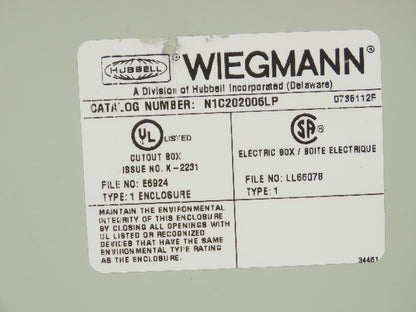 HUBBELL ® WIEGMANN®
A Division of Hubbell Incorporated (Delaware)
CATALOG NUMBER: N1C202006LP 0735112F
UL LISTED
CUTOUT BOX
ISSUE NO. K-2231
FILE NO: E6924
TYPE: 1 ENCLOSURE
SA ®
ELECTRIC BOX / BOITE ELECTRIQUE
FILE NO: LL66078
TYPE: 1
MAINTAIN THE ENVIRONMENTAL
INTEGRITY OF THIS ENCLOSURE
BY CLOSING ALL OPENINGS WITH
UL LISTED OR RECOGNIZED
DEVICES THAT HAVE THE SAME
ENVIRONMENTAL TYPE RATING
AS THE ENCLOSURE.
34461